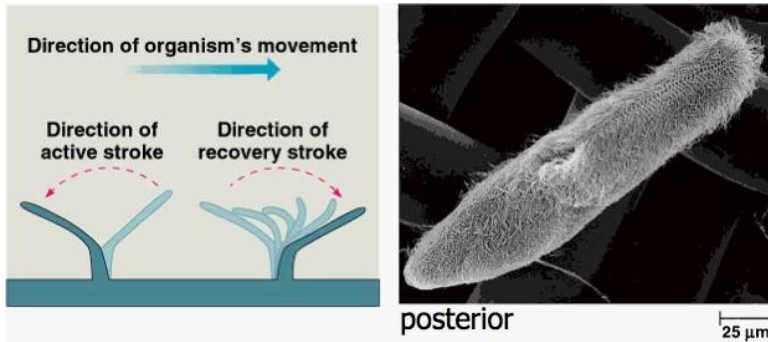 Direction of organism's movement
Direction of
active stroke
Direction of
recovery stroke
posterior
25 μm